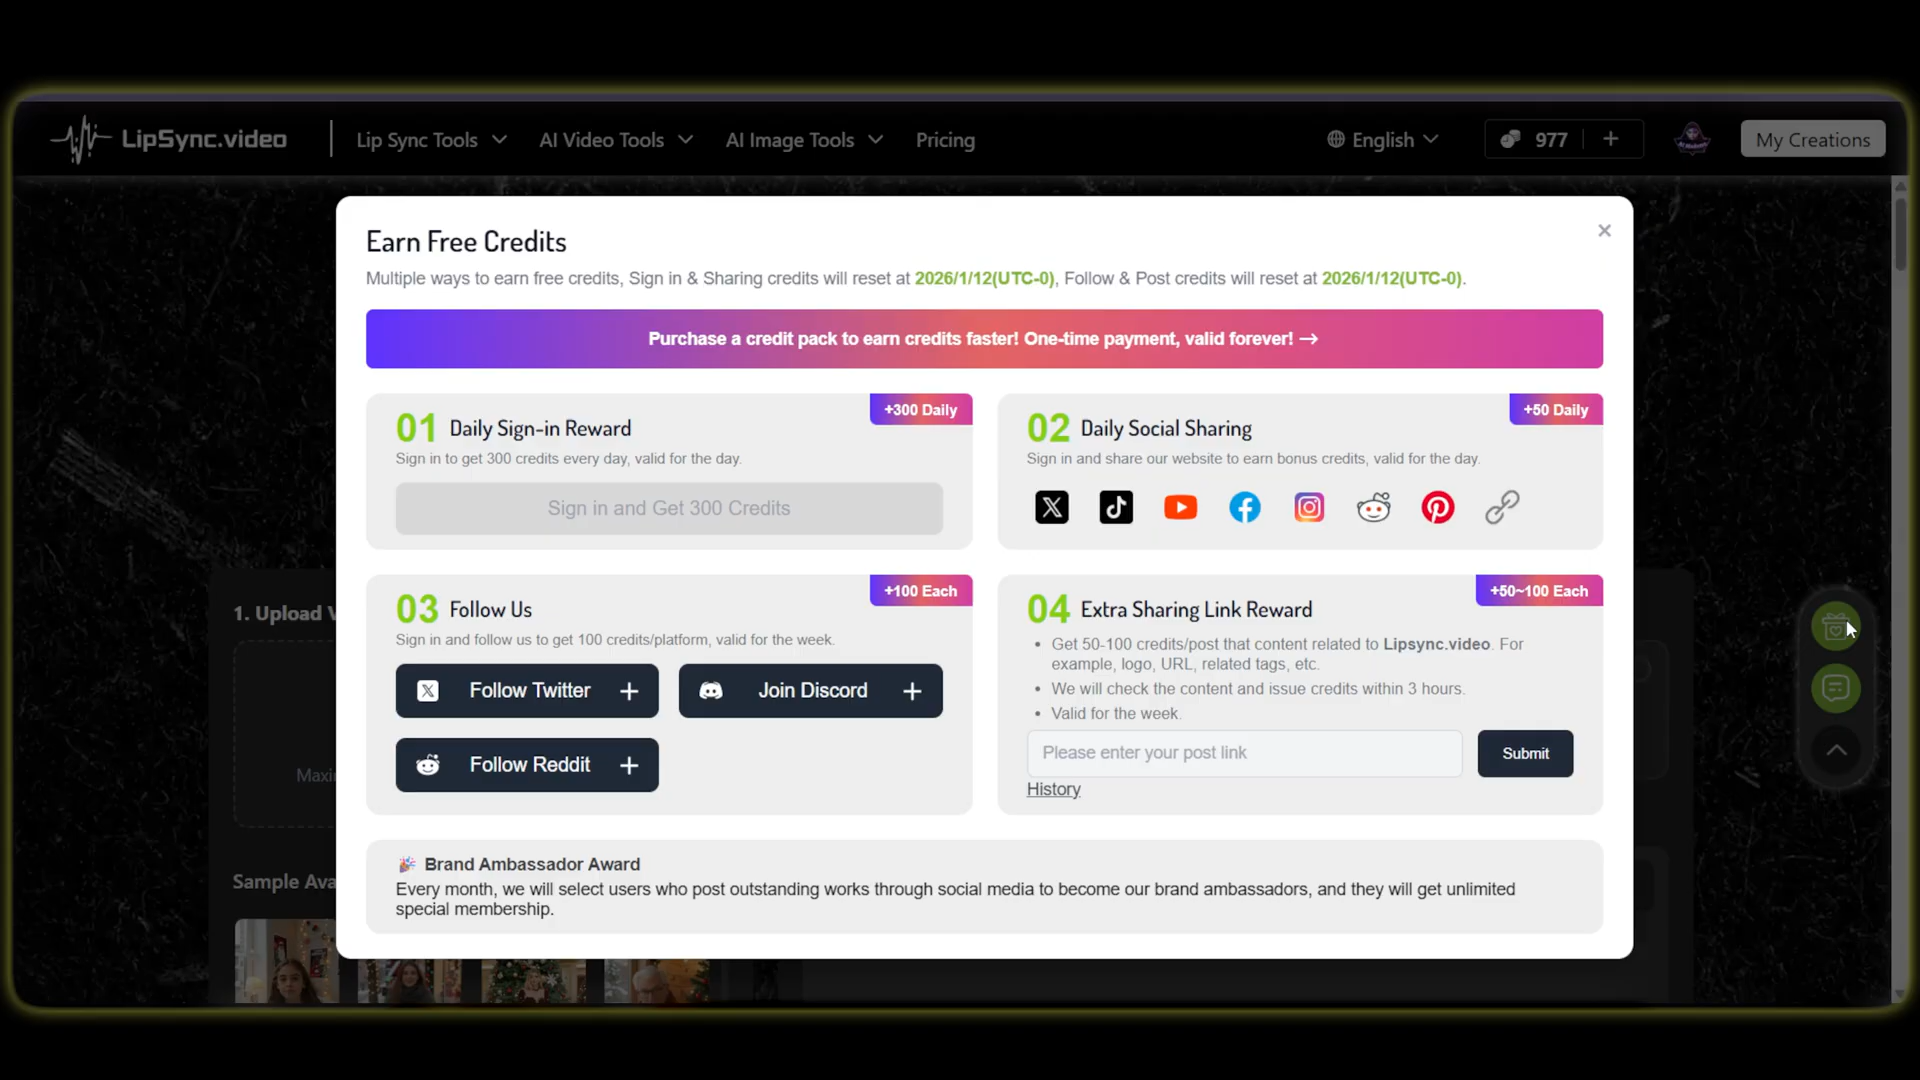 LipSync.video
Lip Sync Tools
AI Video Tools
AI Image Tools
Pricing
English
977
My Creations
Earn Free Credits
Multiple ways to earn free credits, Sign in & Sharing credits will reset at 2026/1/12(UTC-0), Follow & Post credits will reset at 2026/1/12(UTC-0).
Purchase a credit pack to earn credits faster! One-time payment, valid forever! →
01 Daily Sign-in Reward
+300 Daily
Sign in to get 300 credits every day, valid for the day.
Sign in and Get 300 Credits
02 Daily Social Sharing
+50 Daily
Sign in and share our website to earn bonus credits, valid for the day.
03 Follow Us
+100 Each
Sign in and follow us to get 100 credits/platform, valid for the week.
Follow Twitter +
Join Discord +
Follow Reddit +
04 Extra Sharing Link Reward
+50~100 Each
• Get 50-100 credits/post that content related to Lipsync.video. For
example, logo, URL, related tags, etc.
• We will check the content and issue credits within 3 hours.
• Valid for the week.
Please enter your post link
Submit
History
Brand Ambassador Award
Every month, we will select users who post outstanding works through social media to become our brand ambassadors, and they will get unlimited
special membership.
1. Upload
Sample